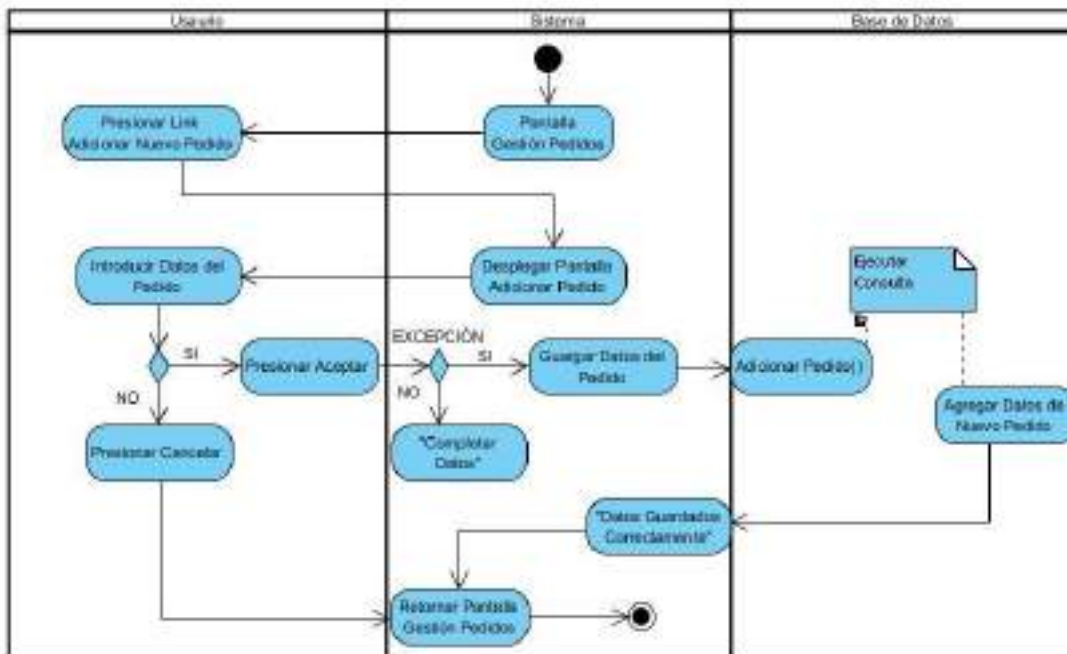 Usuario
Sistema
Base de Datos
Presionar Link
Adicionar Nuevo Pedido
Pantalla
Gestión Pedidos
Introducir Datos del
Pedido
Desplegar Pantalla
Adicionar Pedido
Ejecutar
Consulta
EXCEPCIÓN
SI
Presionar Aceptar
SI
Guardar Datos del
Pedido
Adicionar Pedido()
NO
NO
Agregar Datos de
Nuevo Pedido
Presionar Cancelar
"Completar
Datos"
"Datos Guardados
Correctamente"
Retornar Pantalla
Gestión Pedidos